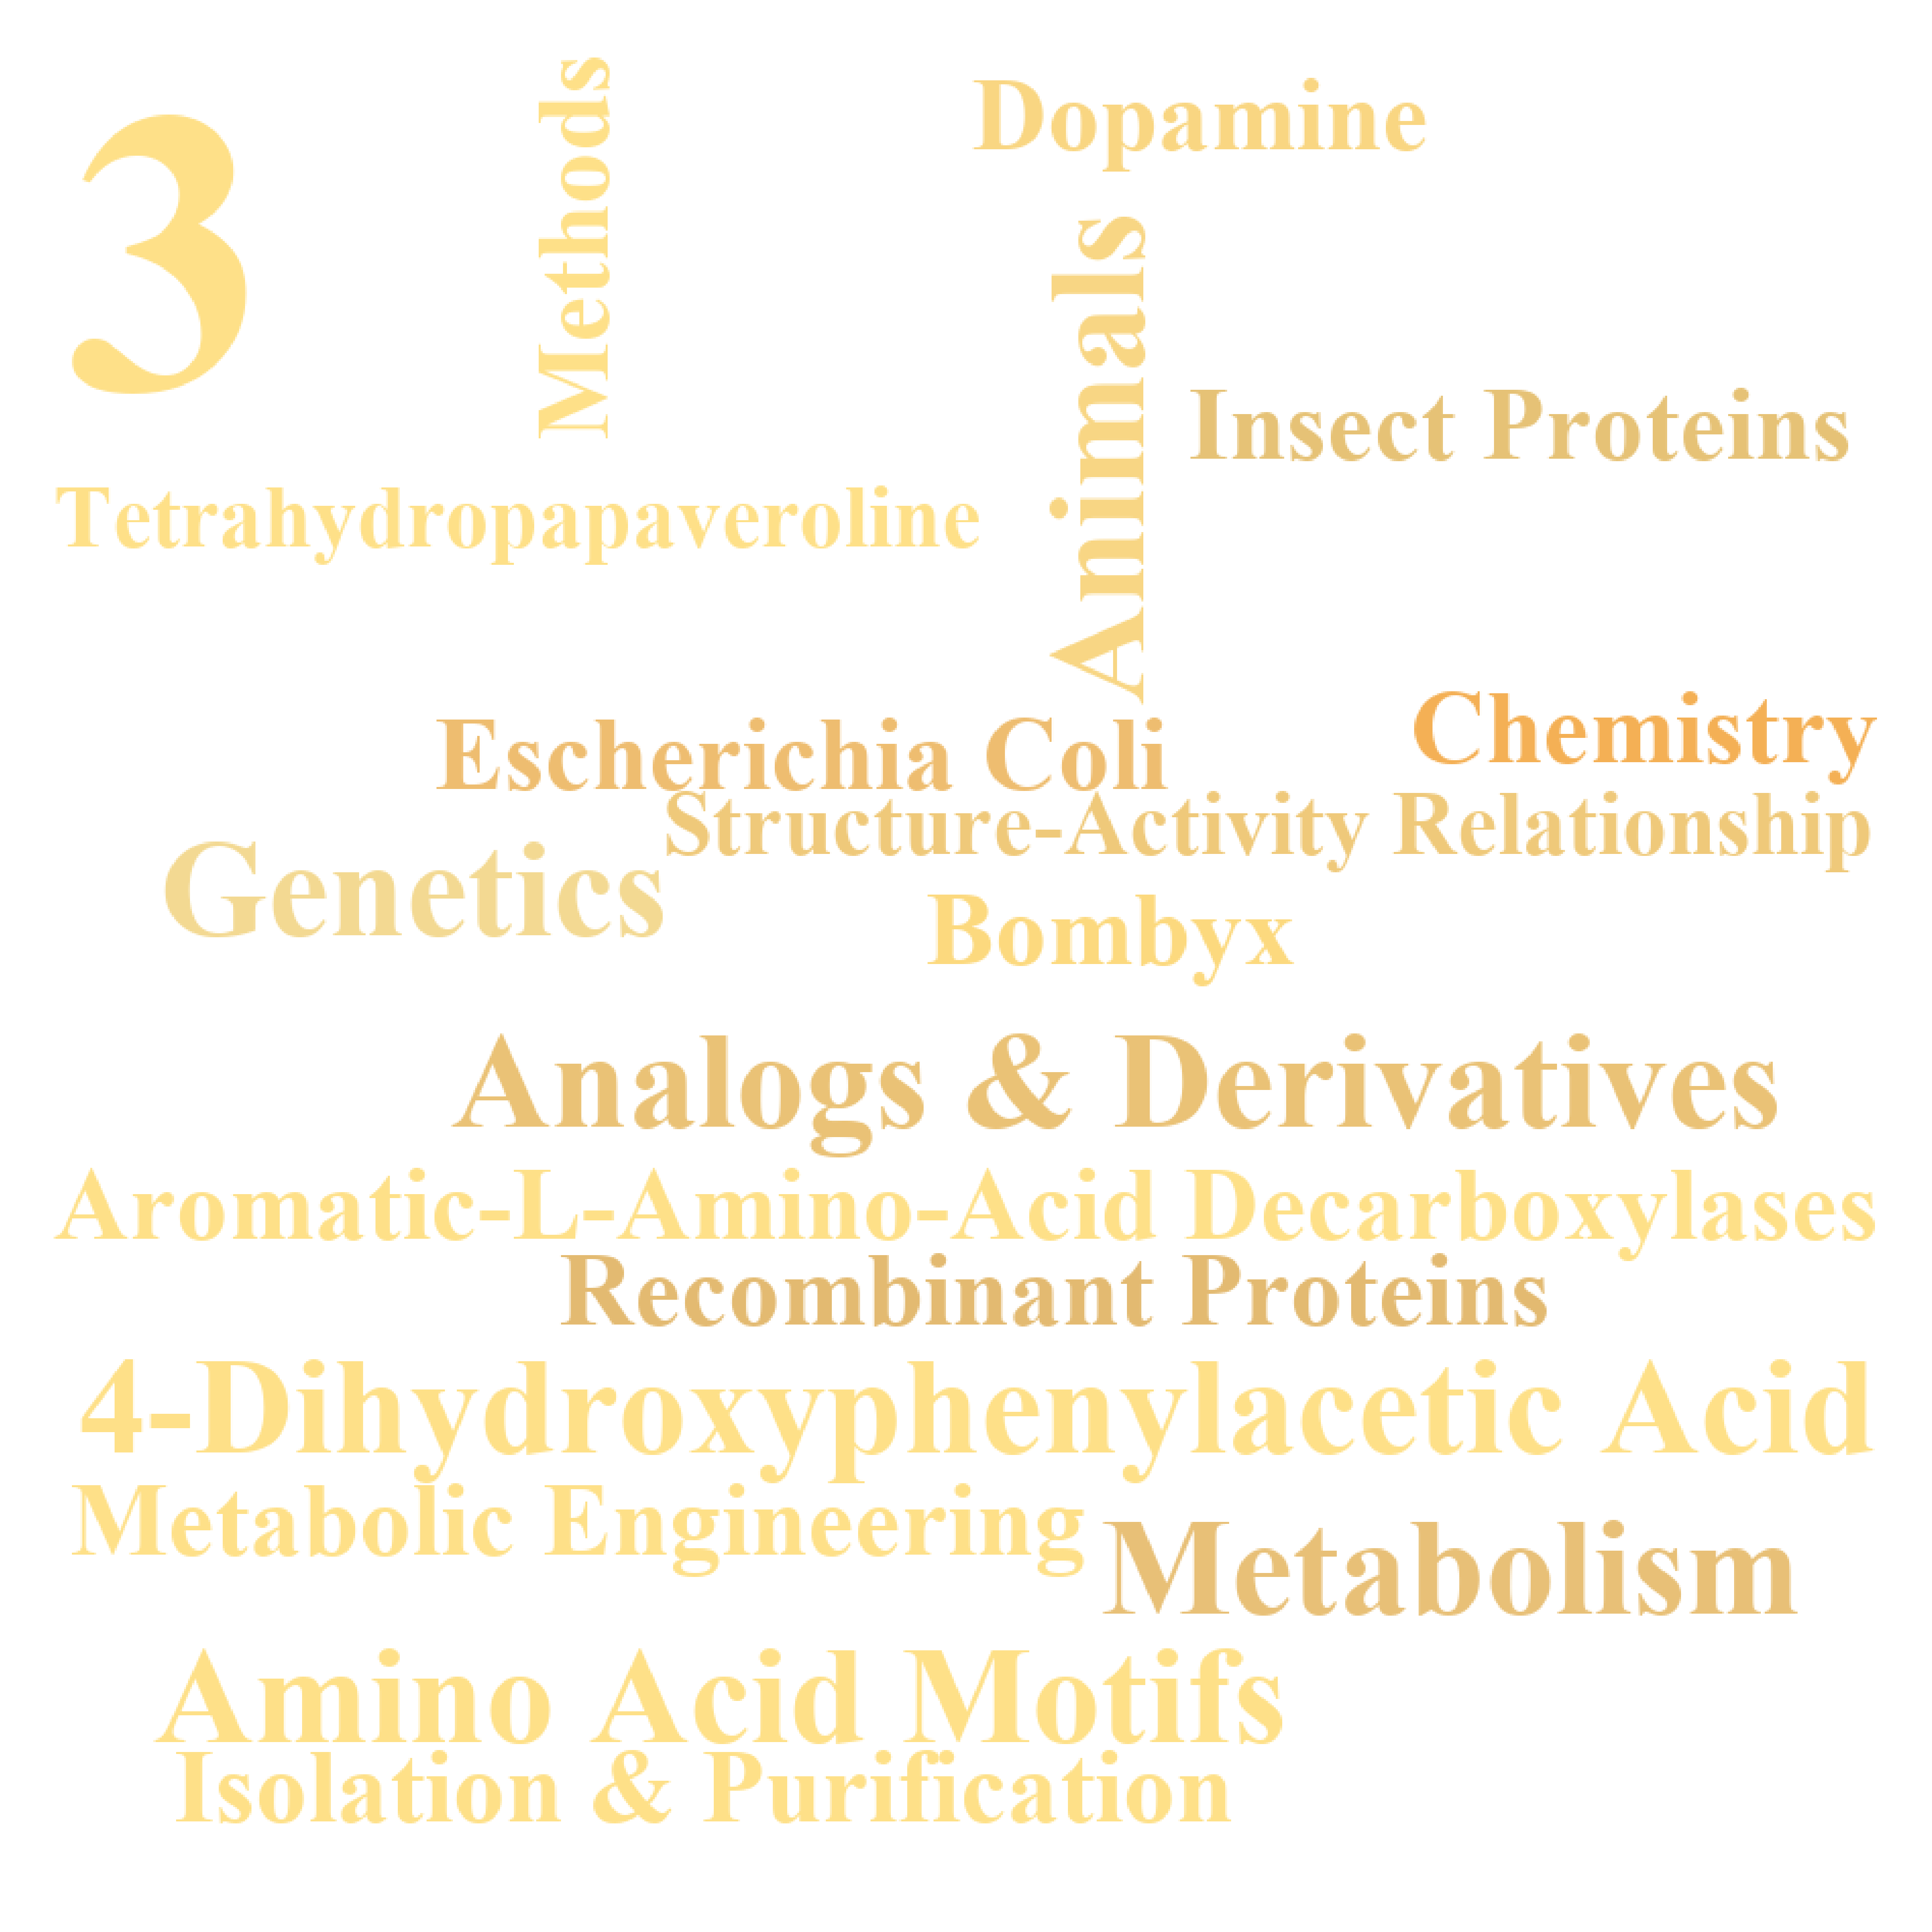 3
Methods
Dopamine
Animals
Insect Proteins
Tetrahydropapaveroline
Escherichia Coli
Chemistry
Structure-Activity Relationship
Genetics
Bombyx
Analogs & Derivatives
Aromatic-L-Amino-Acid Decarboxylases
Recombinant Proteins
4-Dihydroxyphenylacetic Acid
Metabolic Engineering
Metabolism
Amino Acid Motifs
Isolation & Purification